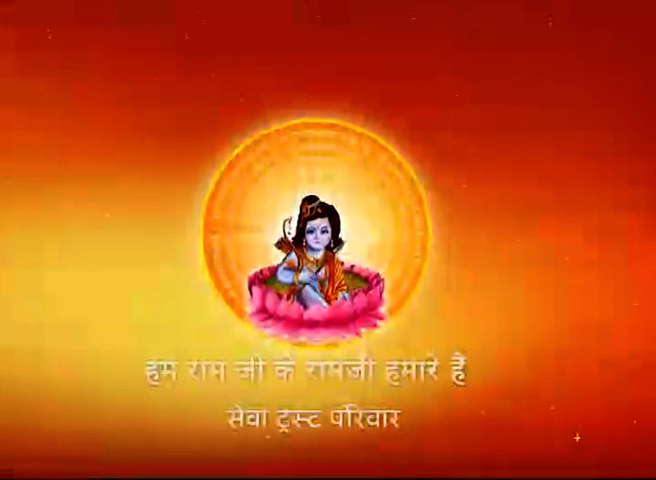 हम राम जी के रामजी हमारे हैं
सेवा ट्रस्ट परिवार